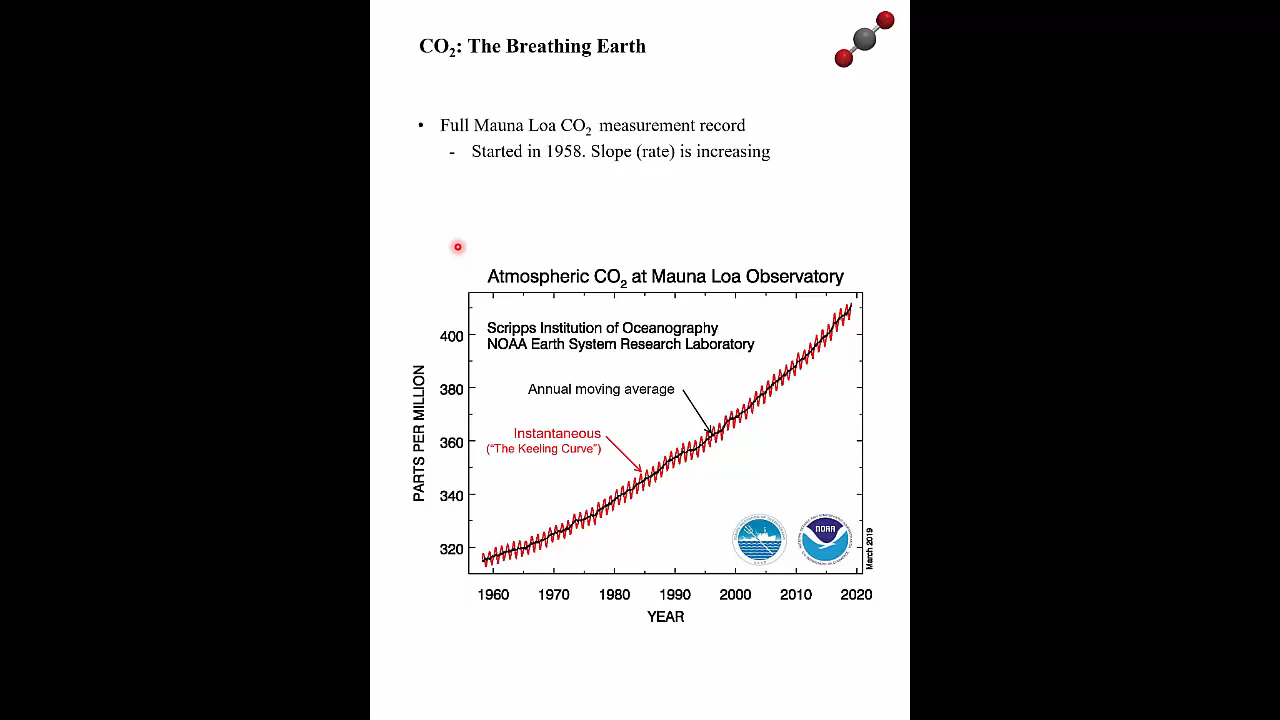 CO₂: The Breathing Earth
• Full Mauna Loa CO₂ measurement record
- Started in 1958. Slope (rate) is increasing
Atmospheric CO₂ at Mauna Loa Observatory
Scripps Institution of Oceanography
NOAA Earth System Research Laboratory
Annual moving average
Instantaneous
("The Keeling Curve")
PARTS PER MILLION
400
380
360
340
320
NOAA
March 2019
1960 1970 1980 1990 2000 2010 2020
YEAR